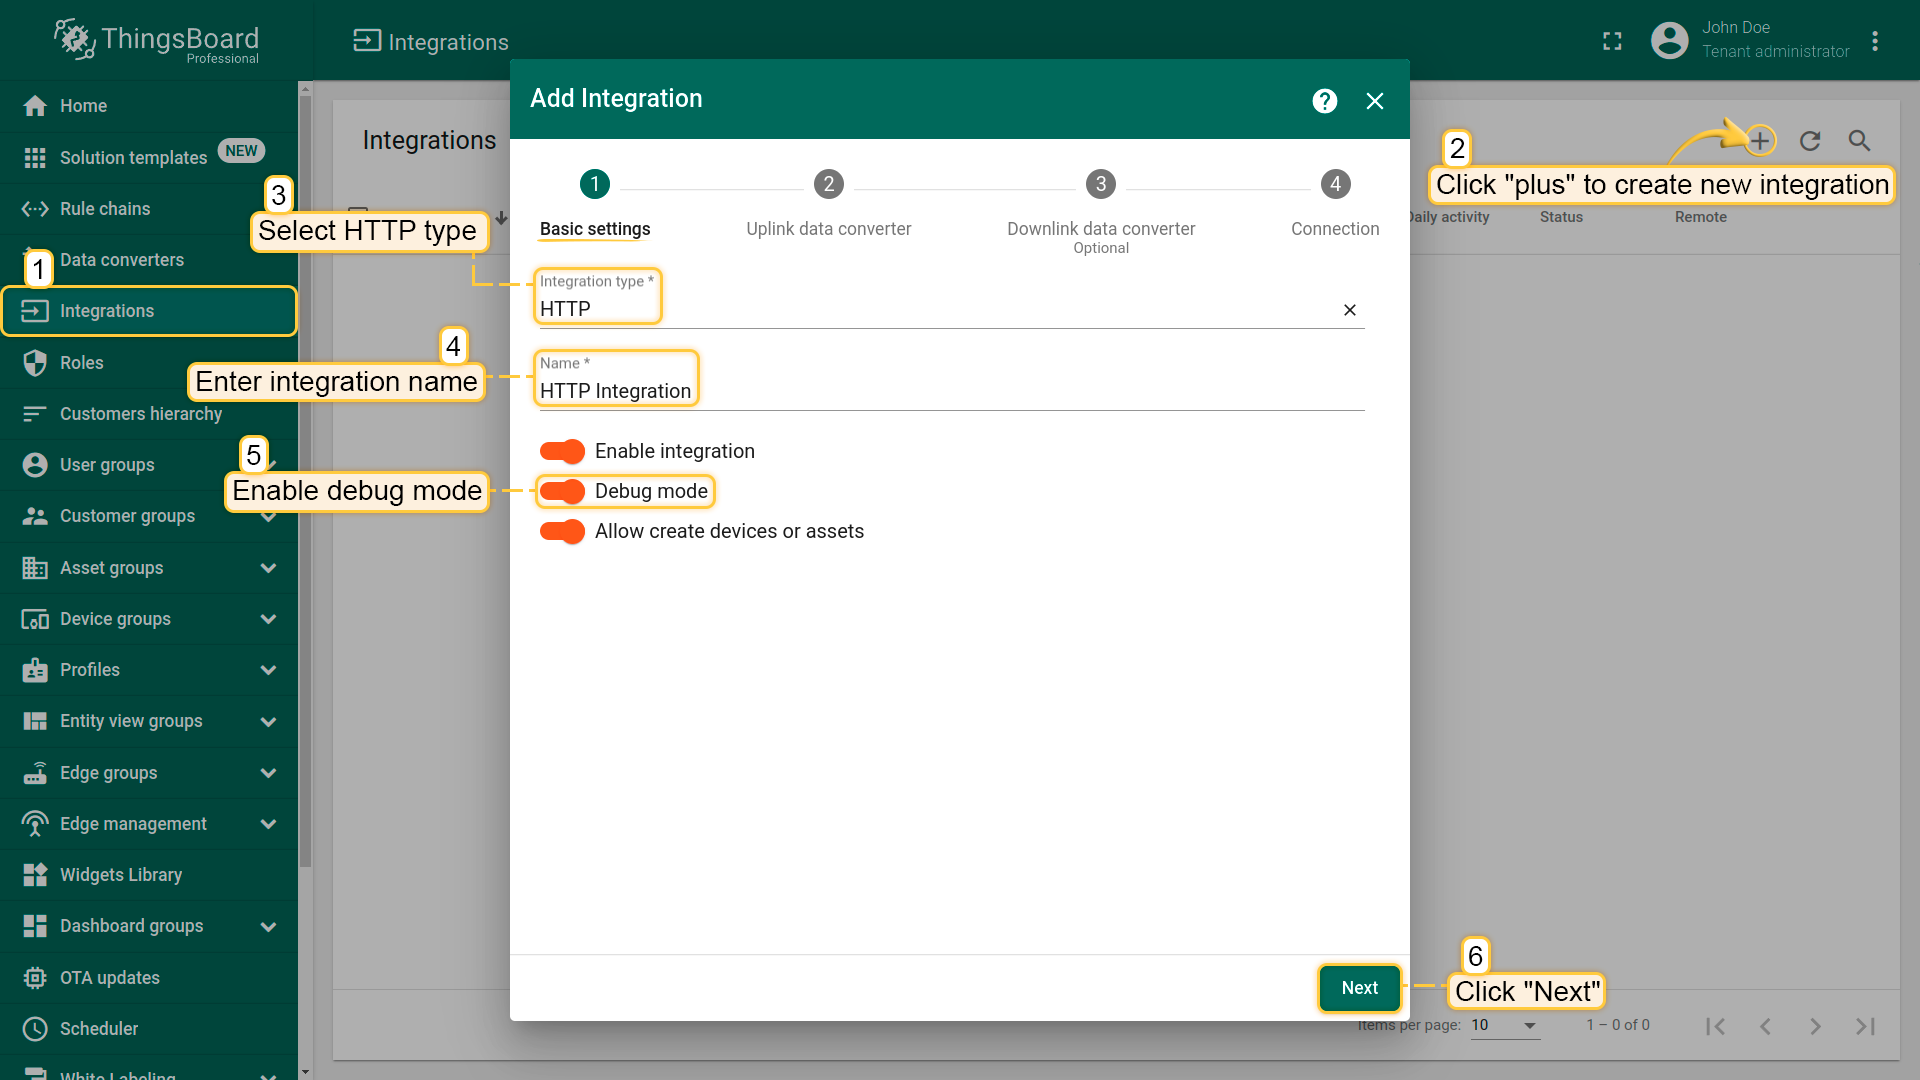 ThingsBoard
Professional
Integrations
John Doe
Tenant administrator
Home
Solution templates NEW
Rule chains
Data converters
Integrations
Roles
Customers hierarchy
User groups
Customer groups
Asset groups
Device groups
Profiles
Entity view groups
Edge groups
Edge management
Widgets Library
Dashboard groups
OTA updates
Scheduler
White Labeling
Integrations
Daily activity Status Remote
Items per page: 10 1 – 0 of 0
Add Integration
1 2 3 4
Basic settings Uplink data converter Downlink data converter Connection
Optional
Integration type *
HTTP
Name *
HTTP Integration
Enable integration
Debug mode
Allow create devices or assets
Next
1
2
Click "plus" to create new integration
3
Select HTTP type
4
Enter integration name
5
Enable debug mode
6
Click "Next"